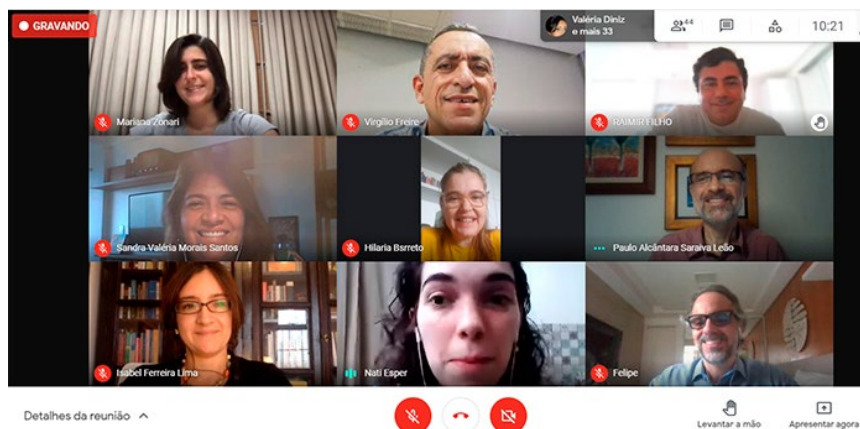 GRAVANDO
Valéria Diniz
e mais 33
44
10:21
Mariana Zonari
Virgílio Freire
RAIMIR FILHO
Sandra Valéria Morais Santos
Hilaria Bsrreto
Paulo Alcântara Saraiva Leão
Isabel Ferreira Lima
Nati Esper
Felipe
Detalhes da reunião
Levantar a mão
Apresentar agora